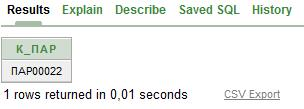 Results Explain Describe Saved SQL History
К_ПАР
ПАР00022
1 rows returned in 0,01 seconds CSV Export